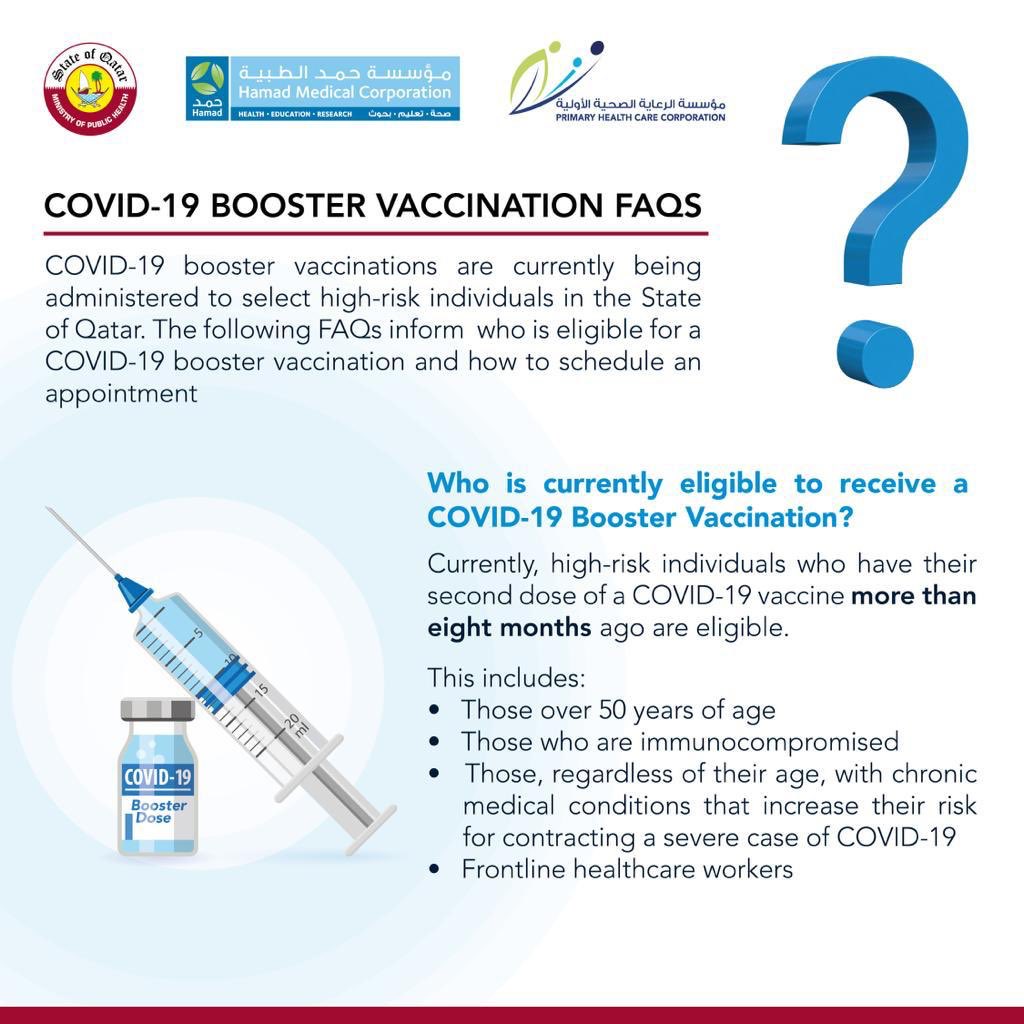 State of Qatar
MINISTRY OF PUBLIC HEALTH
مؤسسة حمد الطبية
Hamad Medical Corporation
حمد
Hamad
HEALTH • EDUCATION • RESEARCH صحة • تعليم • بحوث
مؤسسة الرعاية الصحية الأولية
PRIMARY HEALTH CARE CORPORATION
?
COVID-19 BOOSTER VACCINATION FAQS
COVID-19 booster vaccinations are currently being
administered to select high-risk individuals in the State
of Qatar. The following FAQs inform who is eligible for a
COVID-19 booster vaccination and how to schedule an
appointment
Who is currently eligible to receive a
COVID-19 Booster Vaccination?
Currently, high-risk individuals who have their
second dose of a COVID-19 vaccine more than
eight months ago are eligible.
This includes:
• Those over 50 years of age
• Those who are immunocompromised
• Those, regardless of their age, with chronic
medical conditions that increase their risk
for contracting a severe case of COVID-19
• Frontline healthcare workers
5
10
15
20
ml
COVID-19
Booster
Dose